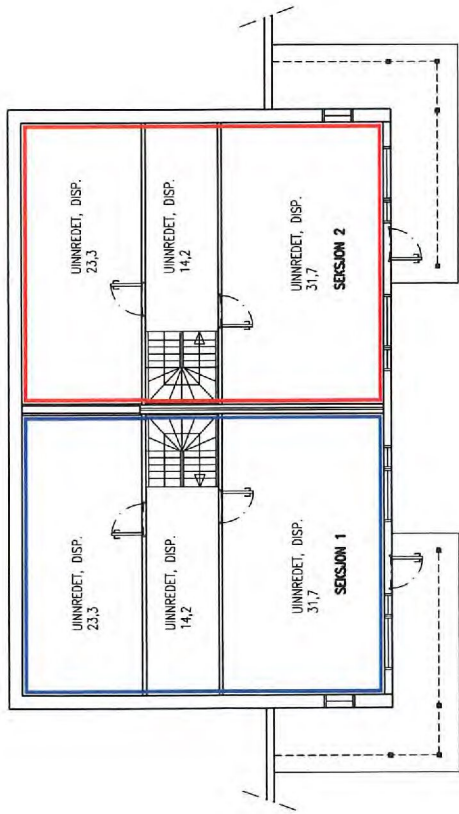 UINNREDET, DISP.
23,3
UINNREDET, DISP.
14,2
UINNREDET, DISP.
31,7
SEKSJON 2
UINNREDET, DISP.
23,3
UINNREDET, DISP.
14,2
UINNREDET, DISP.
31,7
SEKSJON 1